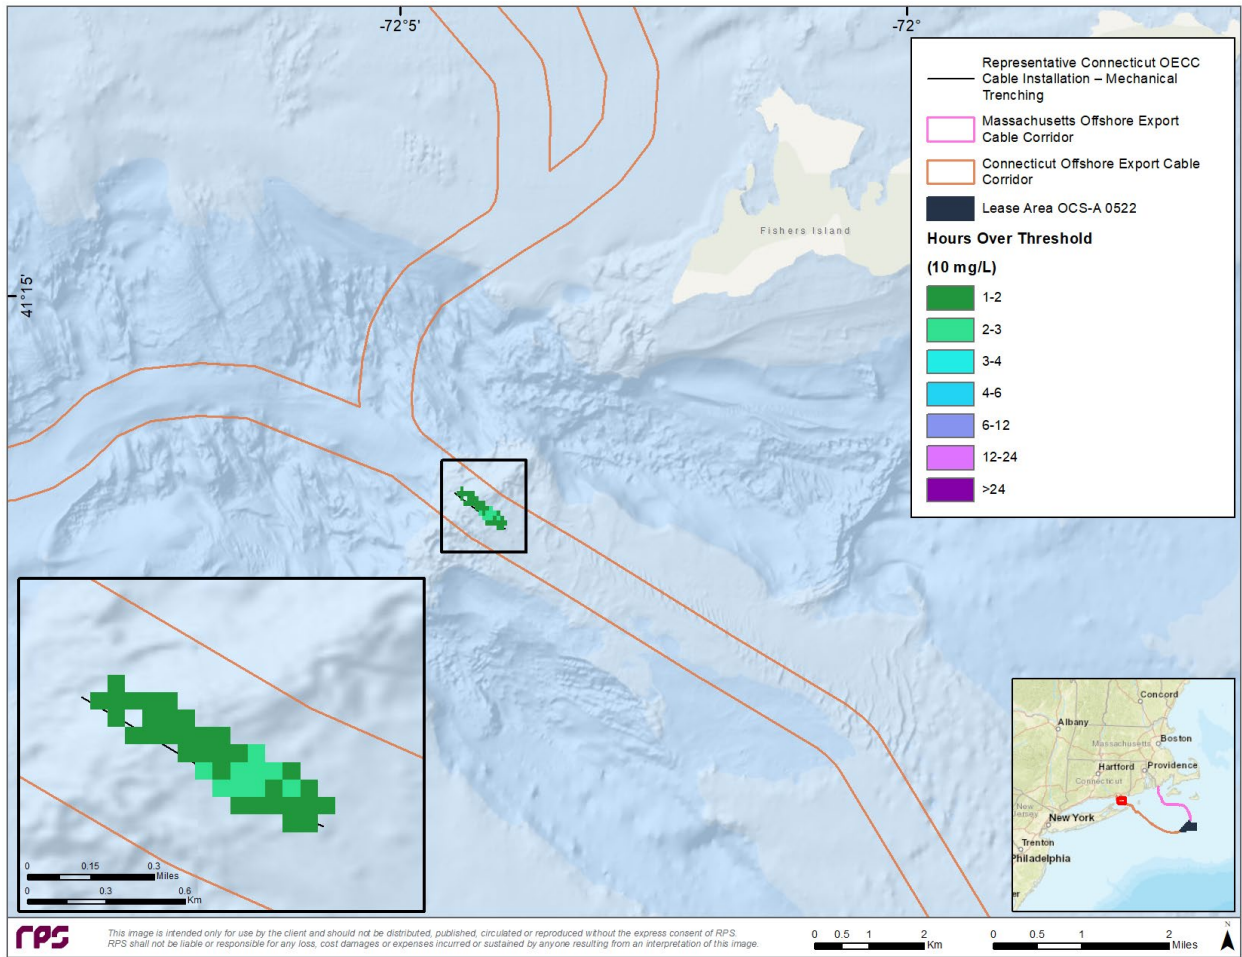 -72°5'
-72°
41°15'
Fishers Island
Representative Connecticut OECC
Cable Installation – Mechanical
Trenching
Massachusetts Offshore Export
Cable Corridor
Connecticut Offshore Export Cable
Corridor
Lease Area OCS-A 0522
Hours Over Threshold
(10 mg/L)
1-2
2-3
3-4
4-6
6-12
12-24
>24
0 0.15 0.3
Miles
0 0.3 0.6
Km
Concord
Albany
Boston
Massachusetts
Hartford
Providence
Connecticut
New
Jersey
New York
Trenton
Philadelphia
er
rps
This image is intended only for use by the client and should not be distributed, published, circulated or reproduced without the express consent of RPS.
RPS shall not be liable or responsible for any loss, cost damages or expenses incurred or sustained by anyone resulting from an interpretation of this image.
0 0.5 1 2
Km
0 0.5 1 2
Miles
N